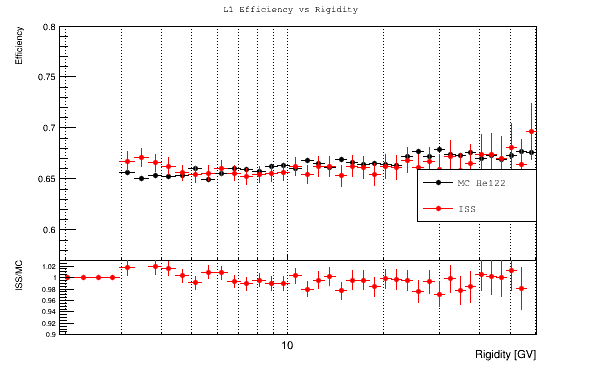 L1 Efficiency vs Rigidity
Efficiency
0.8
0.75
0.7
0.65
0.6
MC He122
ISS
ISS/MC
1.02
1
0.98
0.96
0.94
0.92
0.9
10
Rigidity [GV]